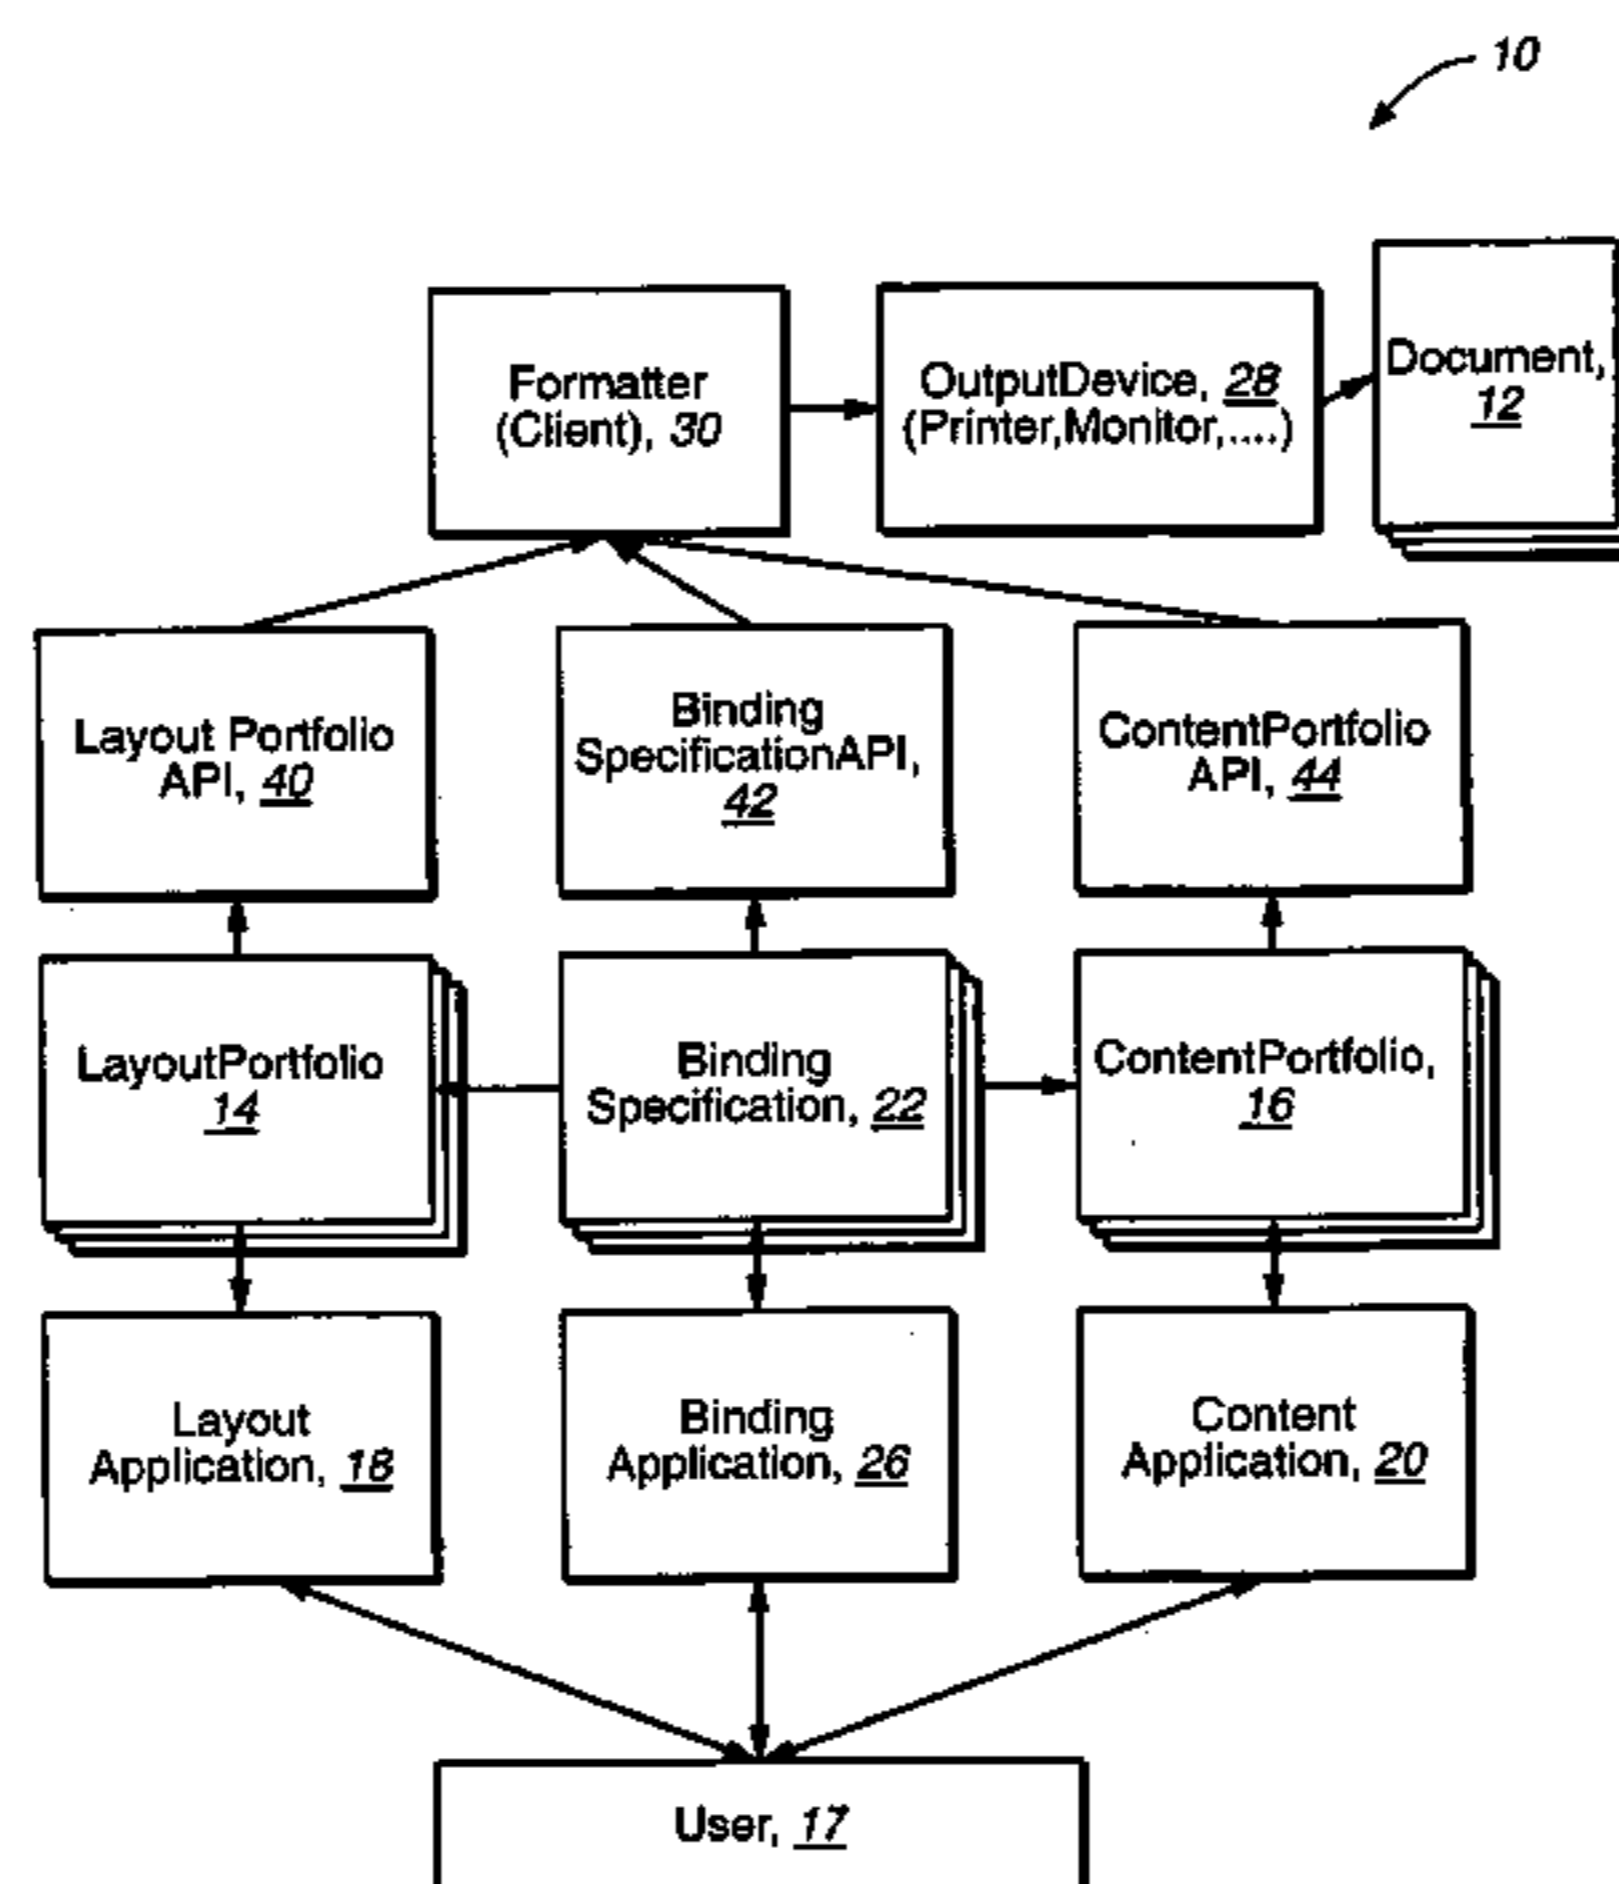 10
Formatter
(Client), 30
OutputDevice, 28
(Printer,Monitor,....)
Document,
12
Layout Portfolio
API, 40
Binding
SpecificationAPI,
42
ContentPortfolio
API, 44
LayoutPortfolio
14
Binding
Specification, 22
ContentPortfolio,
16
Layout
Application, 18
Binding
Application, 26
Content
Application, 20
User, 17